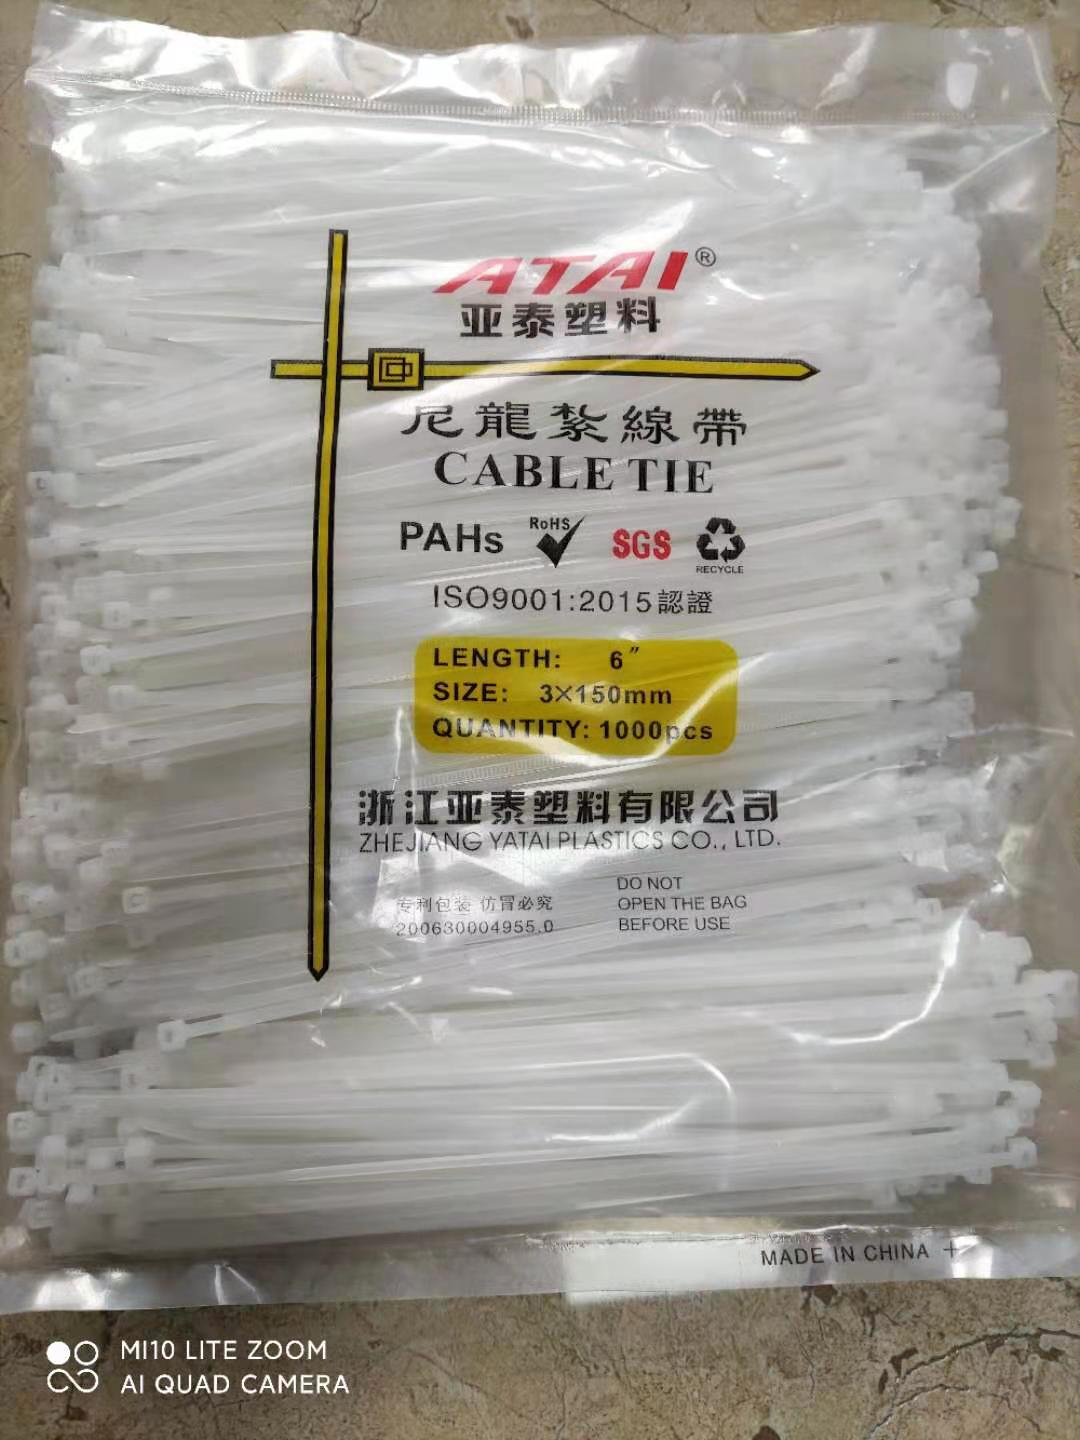 ATAI®
亚泰塑料
尼龍紮線帶
CABLE TIE
PAHs RoHS SGS RECYCLE
ISO9001:2015認證
LENGTH: 6″
SIZE: 3×150mm
QUANTITY: 1000pcs
浙江亚泰塑料有限公司
ZHEJIANG YATAI PLASTICS CO., LTD.
专利包装 仿冒必究
200630004955.0
DO NOT
OPEN THE BAG
BEFORE USE
MADE IN CHINA +
MI10 LITE ZOOM
AI QUAD CAMERA